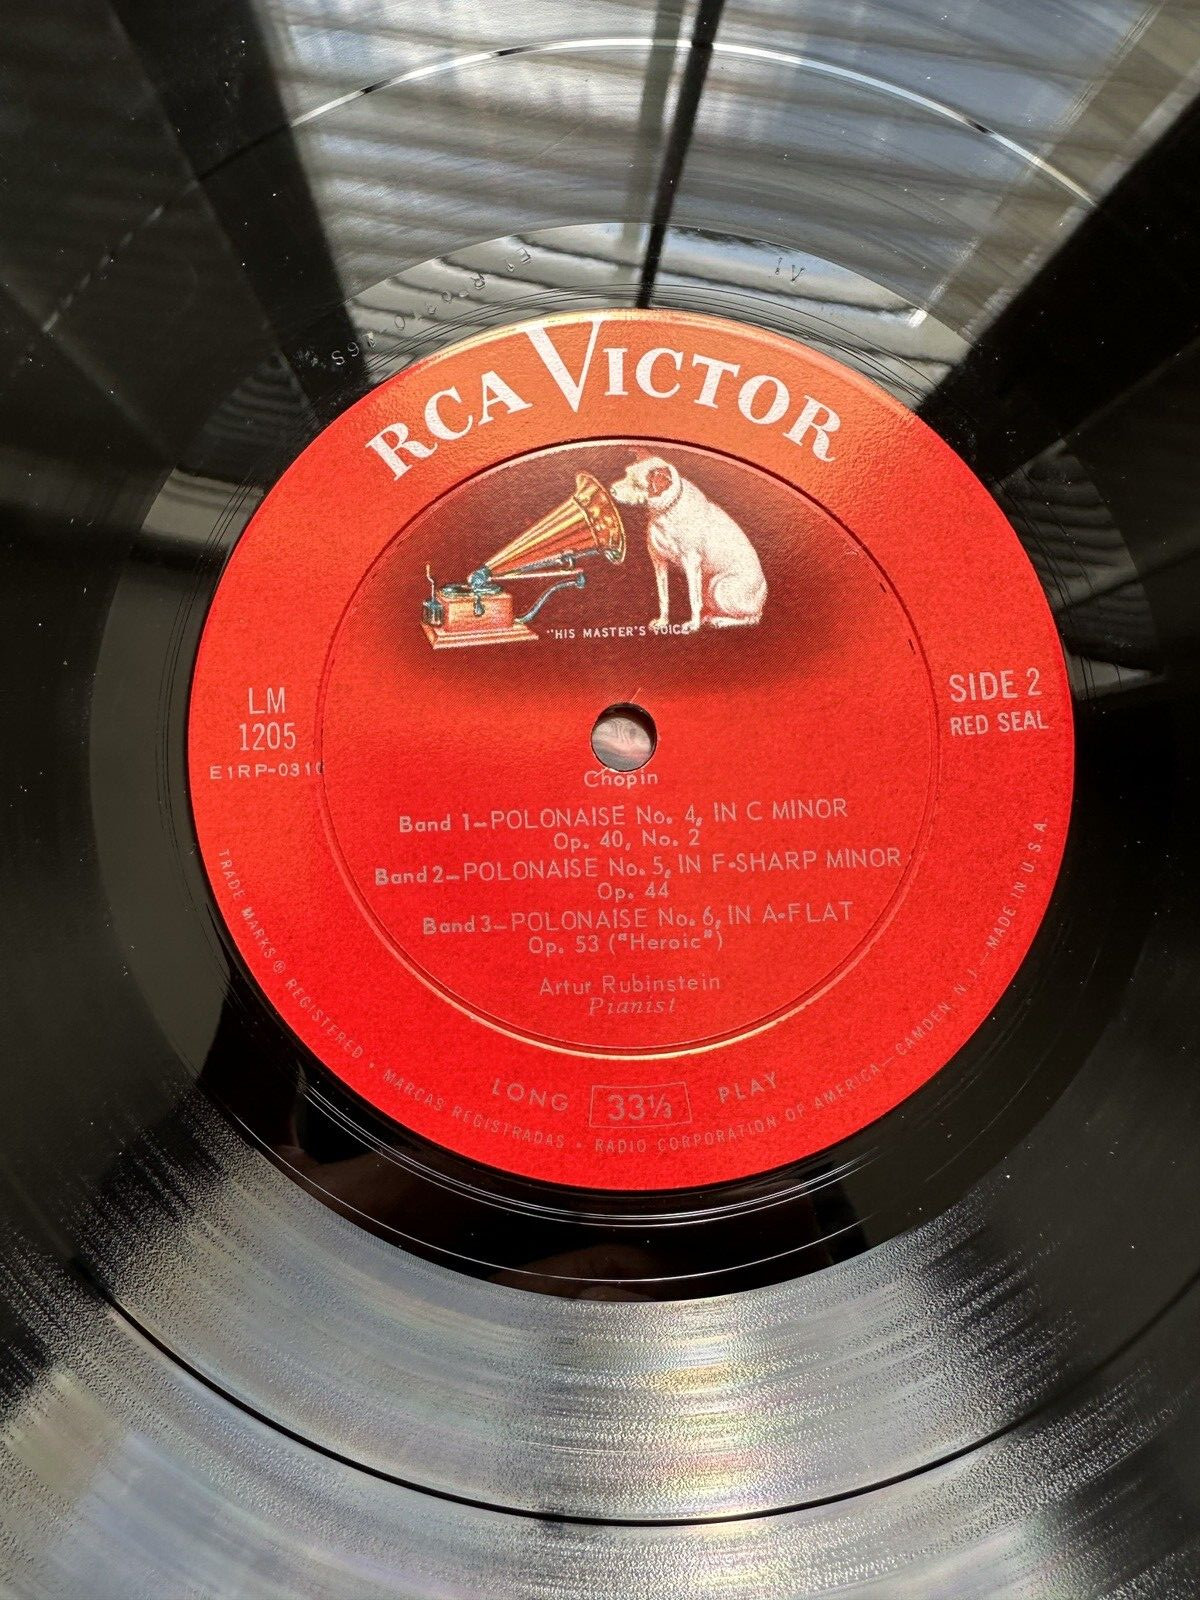 RCA VICTOR
"HIS MASTER'S VOICE"
LM
1205
E1RP-0310
SIDE 2
RED SEAL
Chopin
Band 1–POLONAISE No. 4, IN C MINOR
Op. 40, No. 2
Band 2–POLONAISE No. 5, IN F-SHARP MINOR
Op. 44
Band 3–POLONAISE No. 6, IN A-FLAT
Op. 53 ("Heroic")
Artur Rubinstein
Pianist
LONG 33⅓ PLAY
TRADE MARKS ® REGISTERED • MARCAS REGISTRADAS • RADIO CORPORATION OF AMERICA—CAMDEN, N. J.—MADE IN U. S. A.